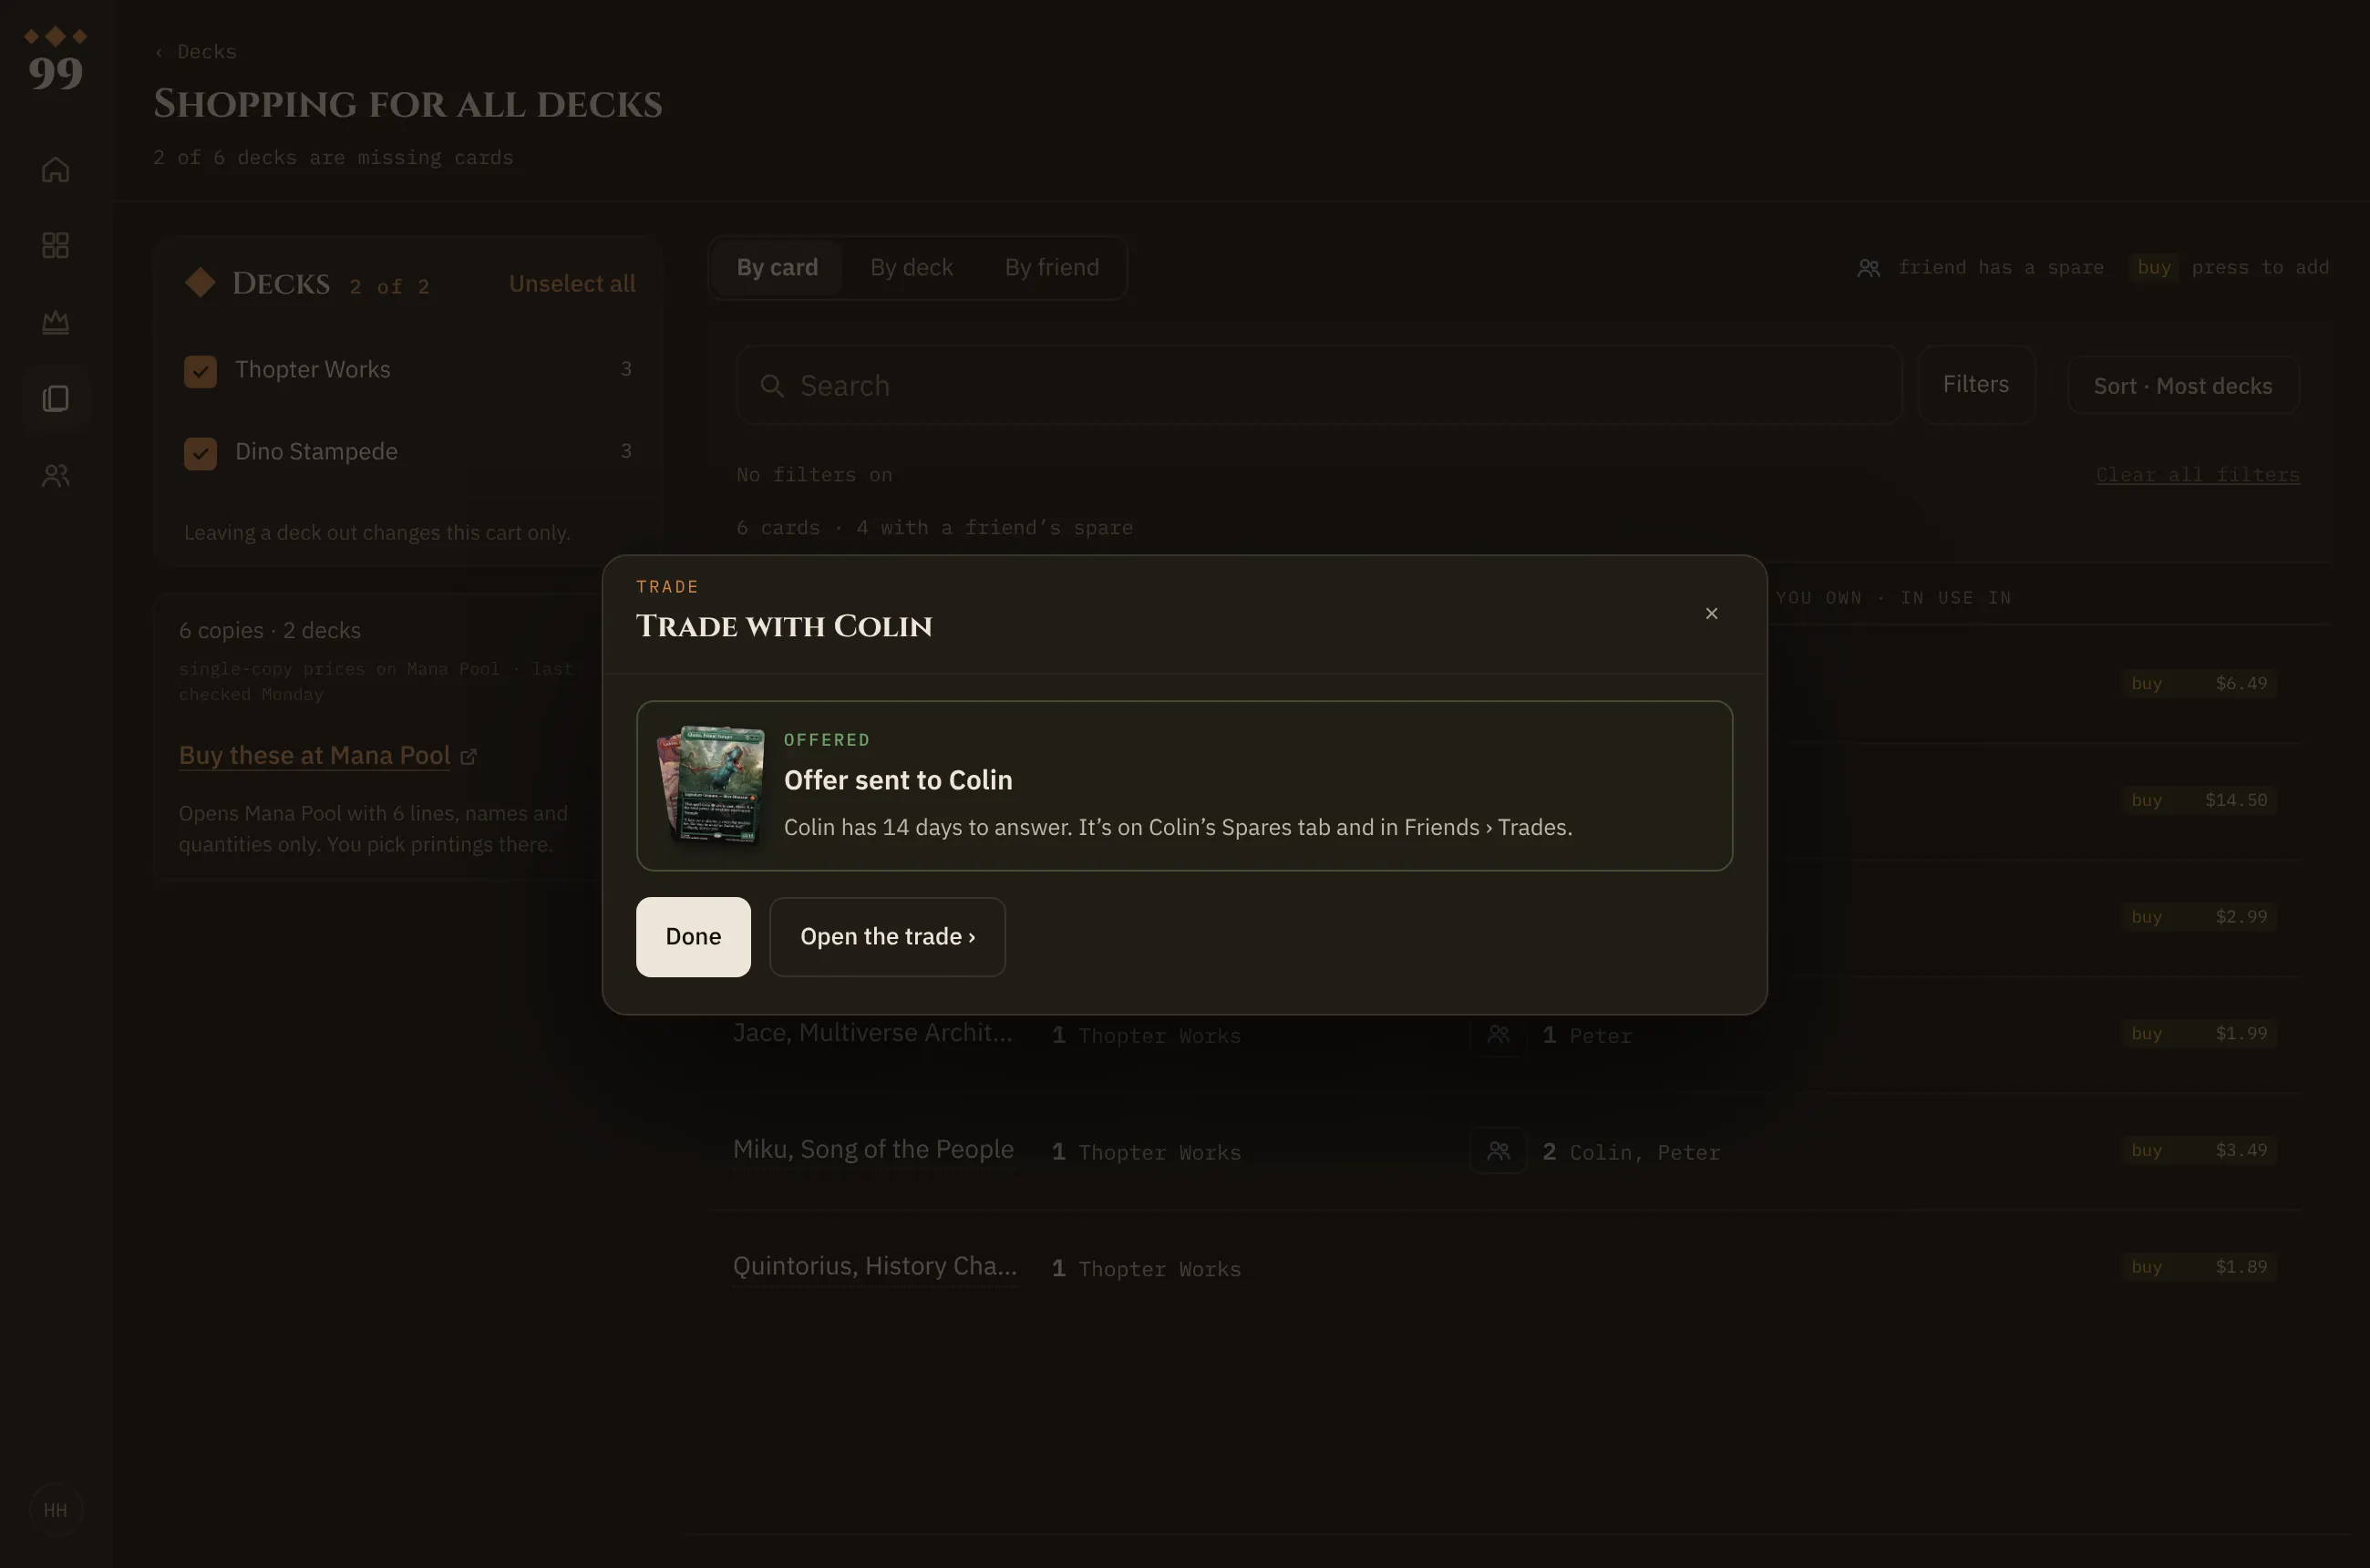 99
‹ Decks
Shopping for all decks
2 of 6 decks are missing cards
Decks 2 of 2 Unselect all
Thopter Works 3
Dino Stampede 3
Leaving a deck out changes this cart only.
6 copies · 2 decks
single-copy prices on Mana Pool · last
checked Monday
Buy these at Mana Pool
Opens Mana Pool with 6 lines, names and
quantities only. You pick printings there.
By card By deck By friend
friend has a spare buy press to add
Search
Filters
Sort · Most decks
No filters on
Clear all filters
6 cards · 4 with a friend’s spare
YOU OWN · IN USE IN
buy $6.49
buy $14.50
buy $2.99
TRADE
Trade with Colin
×
OFFERED
Offer sent to Colin
Colin has 14 days to answer. It’s on Colin’s Spares tab and in Friends › Trades.
Done
Open the trade ›
Jace, Multiverse Archit... 1 Thopter Works 1 Peter buy $1.99
Miku, Song of the People 1 Thopter Works 2 Colin, Peter buy $3.49
Quintorius, History Cha... 1 Thopter Works buy $1.89
HH